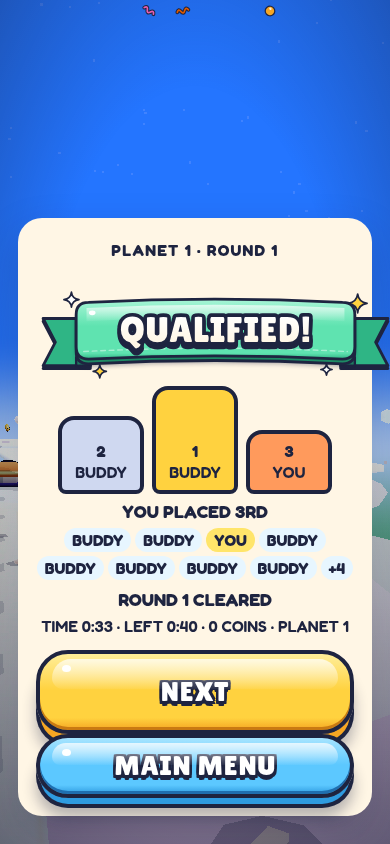 PLANET 1 · ROUND 1
QUALIFIED!
2
BUDDY
1
BUDDY
3
YOU
YOU PLACED 3RD
BUDDY BUDDY YOU BUDDY
BUDDY BUDDY BUDDY BUDDY +4
ROUND 1 CLEARED
TIME 0:33 · LEFT 0:40 · 0 COINS · PLANET 1
NEXT
MAIN MENU